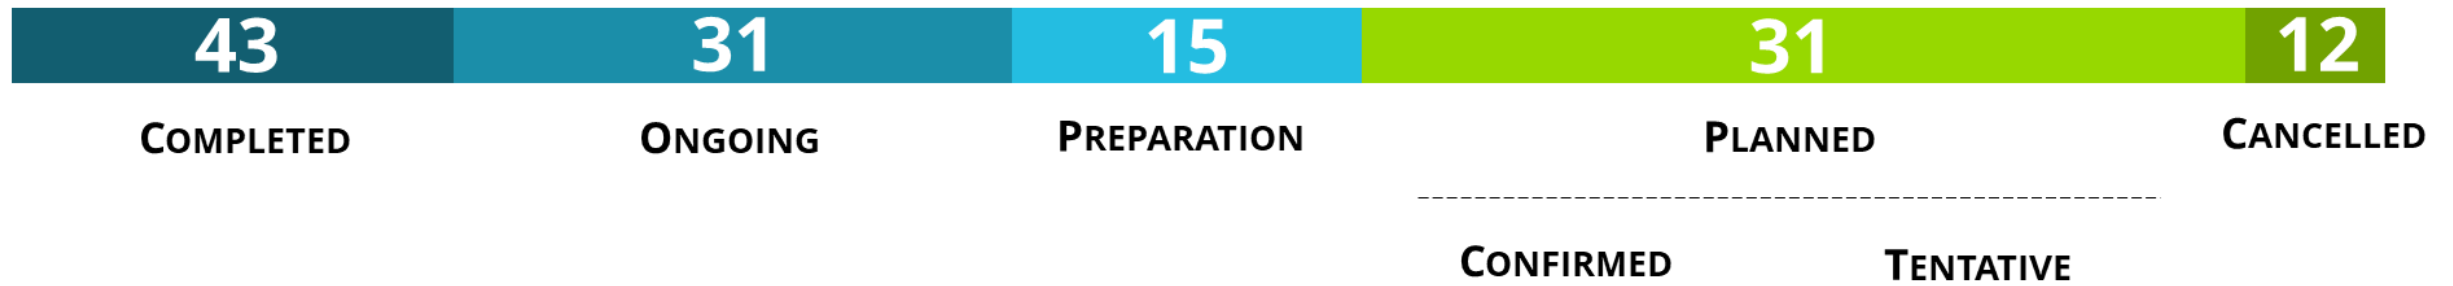 43 31 15 31 12
COMPLETED ONGOING PREPARATION PLANNED CANCELLED
CONFIRMED TENTATIVE